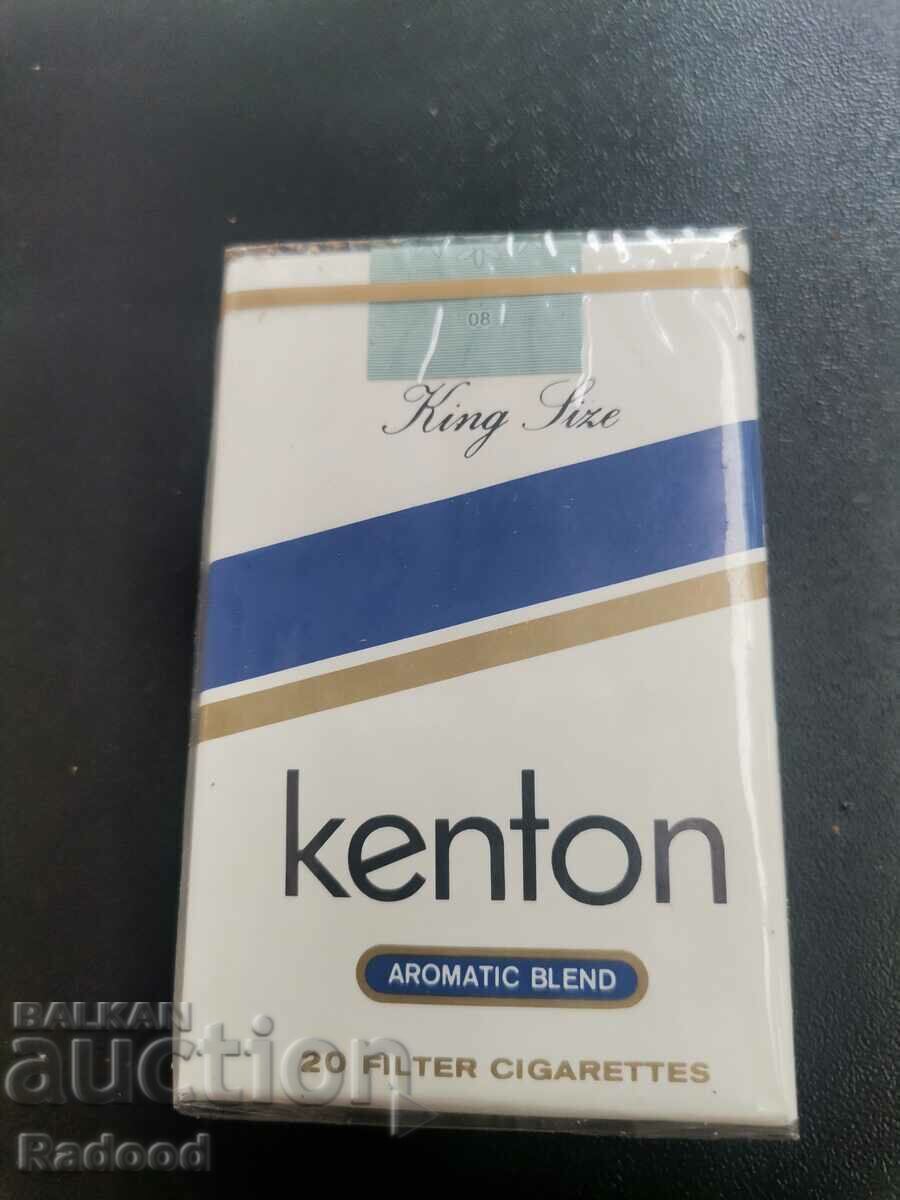 08
King Size
kenton
AROMATIC BLEND
20 FILTER CIGARETTES
BALKAN
auction
Radood